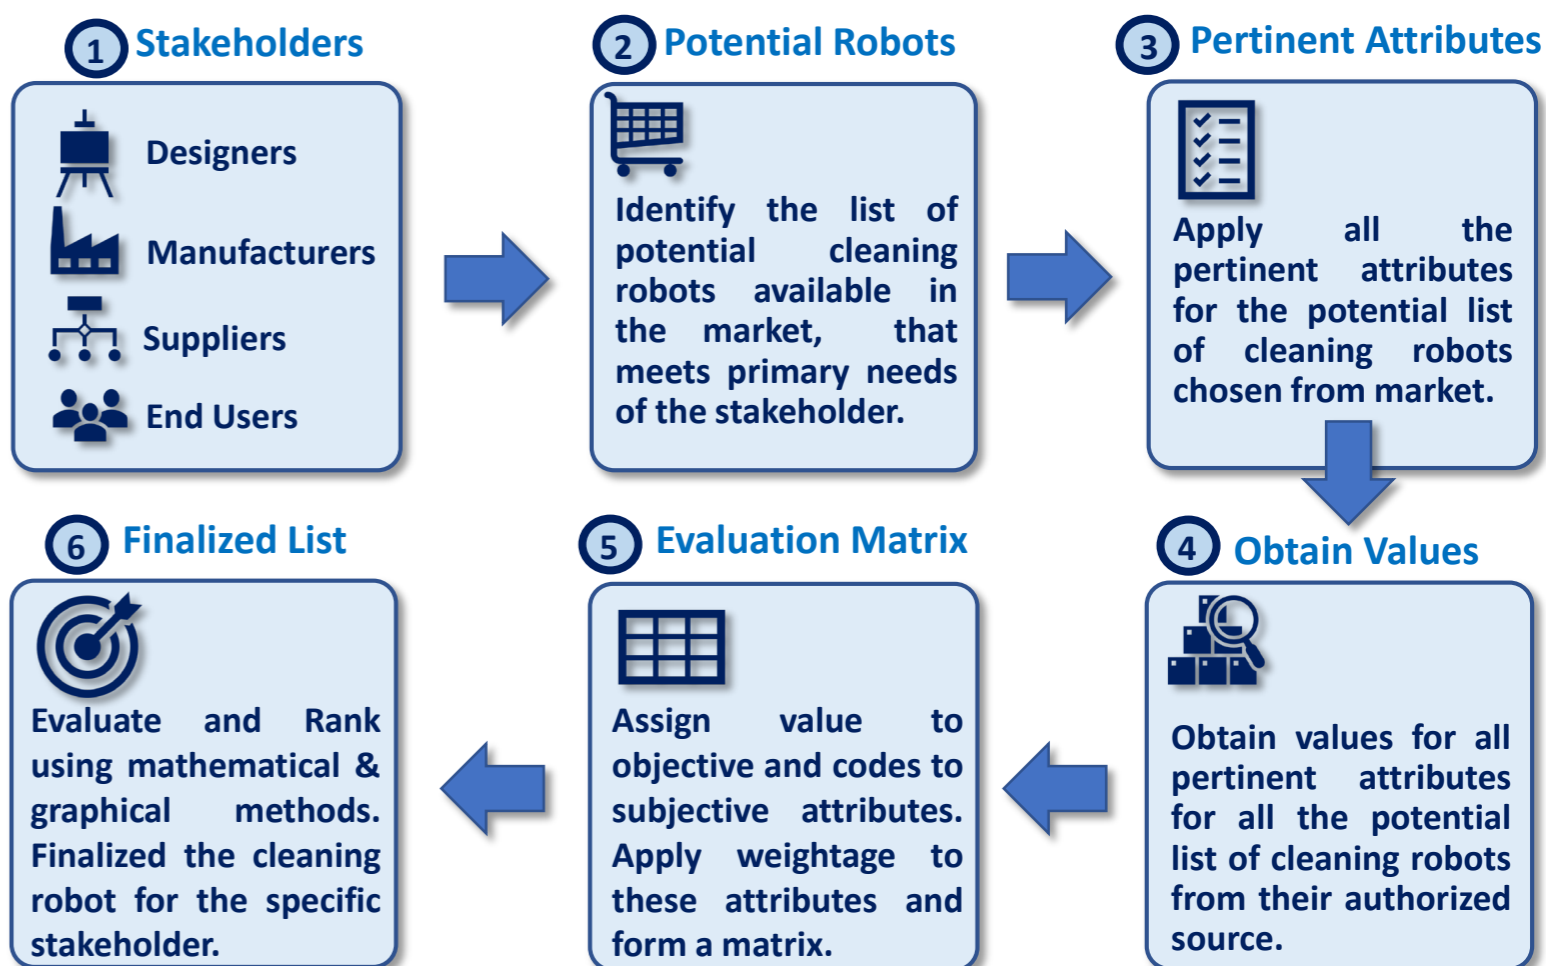 1 Stakeholders
Designers
Manufacturers
Suppliers
End Users
2 Potential Robots
Identify the list of
potential cleaning
robots available in
the market, that
meets primary needs
of the stakeholder.
3 Pertinent Attributes
Apply all the
pertinent attributes
for the potential list
of cleaning robots
chosen from market.
4 Obtain Values
Obtain values for all
pertinent attributes
for all the potential
list of cleaning robots
from their authorized
source.
5 Evaluation Matrix
Assign value to
objective and codes to
subjective attributes.
Apply weightage to
these attributes and
form a matrix.
6 Finalized List
Evaluate and Rank
using mathematical &
graphical methods.
Finalized the cleaning
robot for the specific
stakeholder.